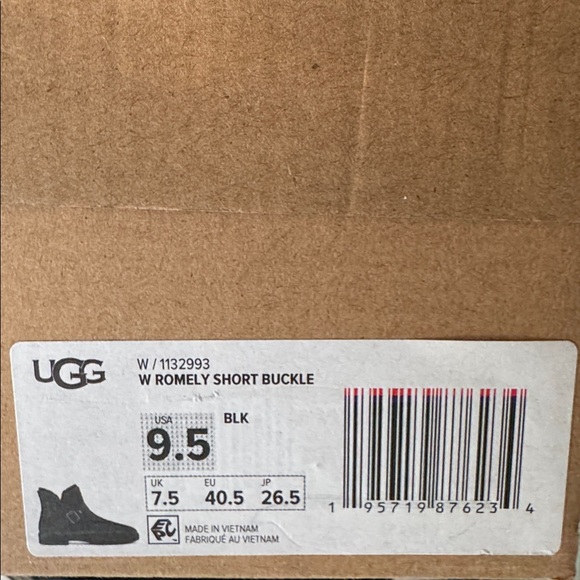 UGG
W / 1132993
W ROMELY SHORT BUCKLE
USA
9.5
BLK
UK EU JP
7.5 40.5 26.5
MADE IN VIETNAM
FABRIQUÉ AU VIETNAM
1 95719 87623 4